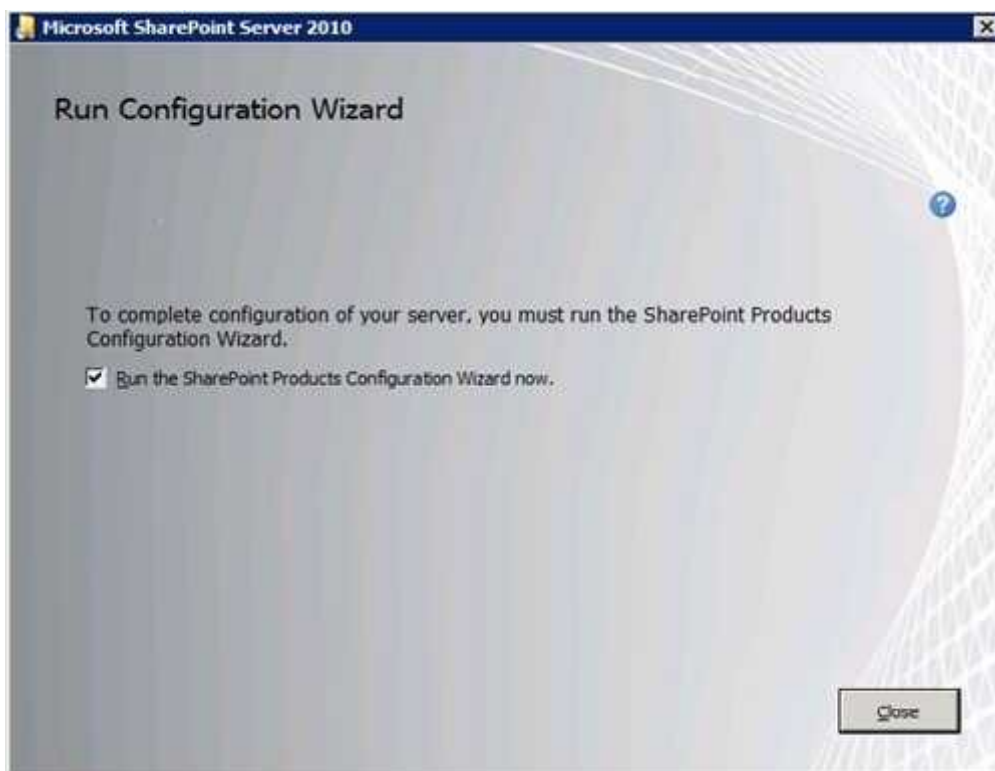 Microsoft SharePoint Server 2010
Run Configuration Wizard
?
To complete configuration of your server, you must run the SharePoint Products
Configuration Wizard.
Run the SharePoint Products Configuration Wizard now.
Close